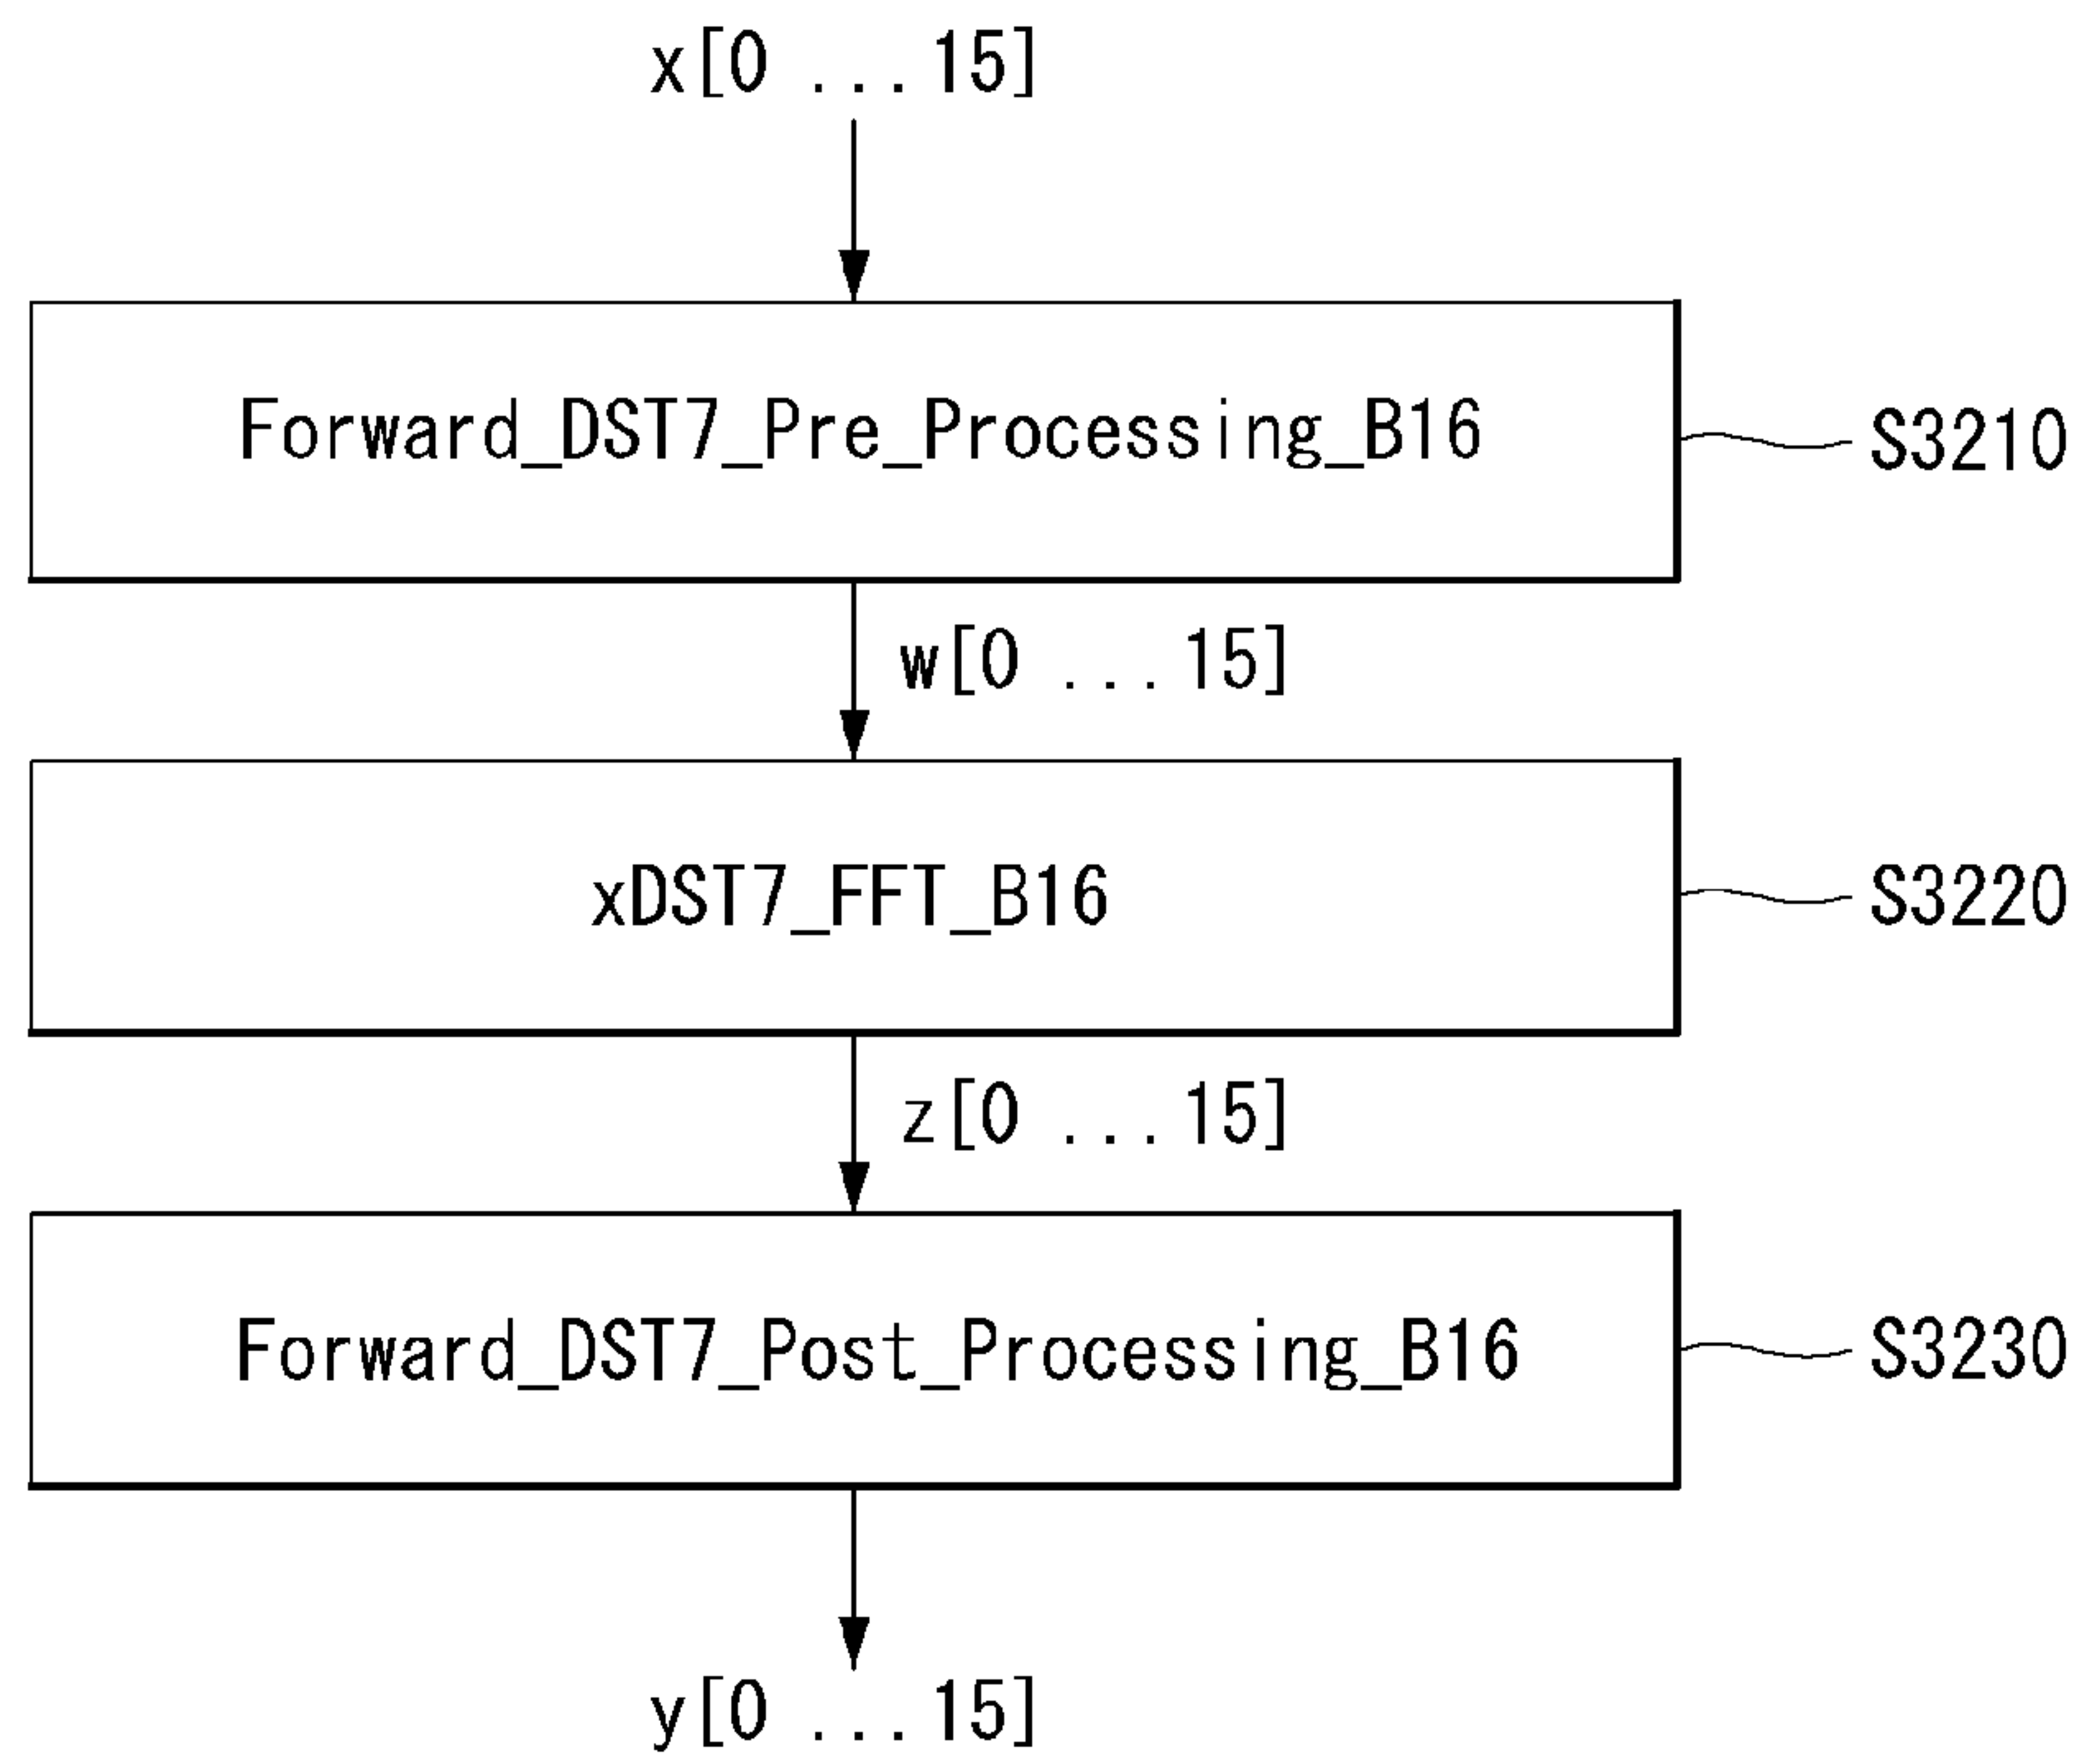 x[0 ...15]
Forward_DST7_Pre_Processing_B16
S3210
w[0 ...15]
xDST7_FFT_B16
S3220
z[0 ...15]
Forward_DST7_Post_Processing_B16
S3230
y[0 ...15]